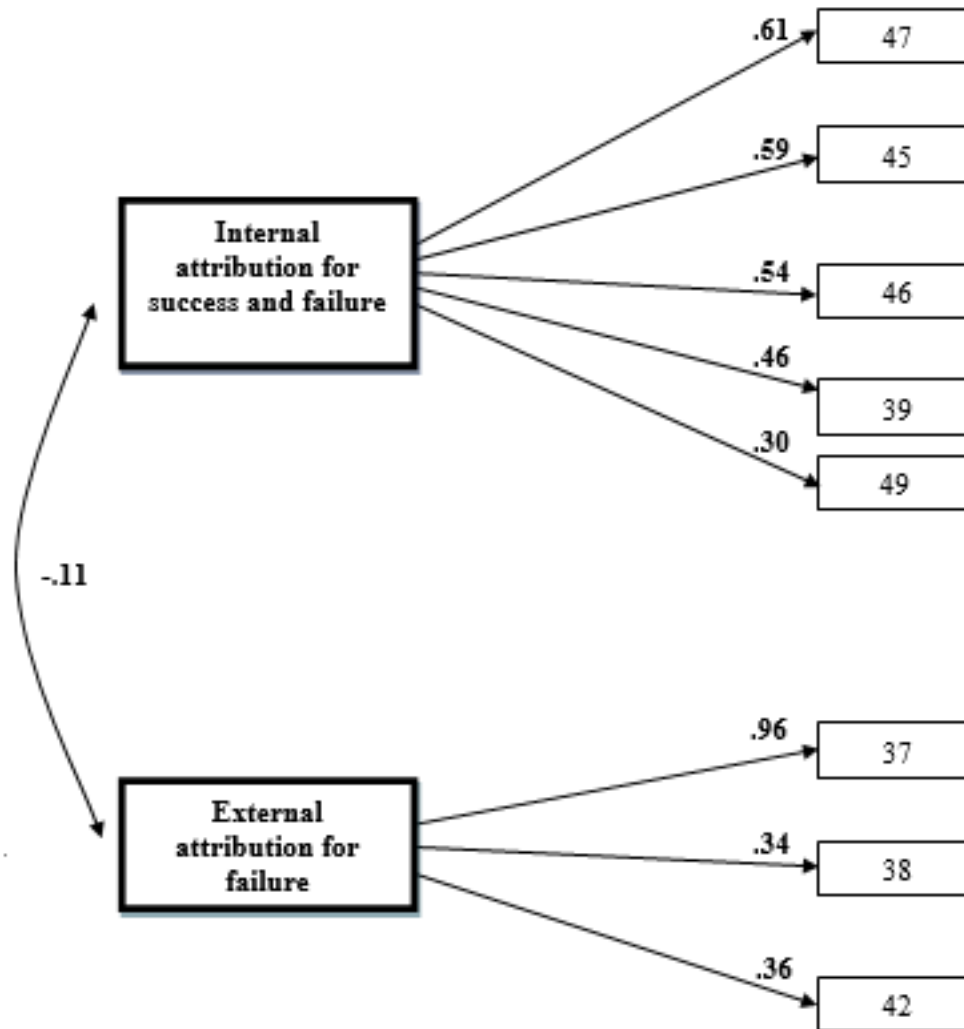 .61
47
.59
45
Internal
attribution for
success and failure
.54
46
.46
39
.30
49
-.11
.96
37
External
attribution for
failure
.34
38
.36
42